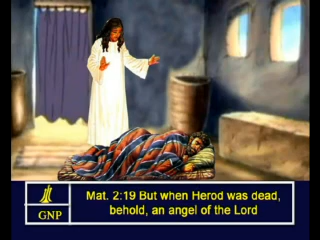 Mat. 2:19 But when Herod was dead,
behold, an angel of the Lord
GNP